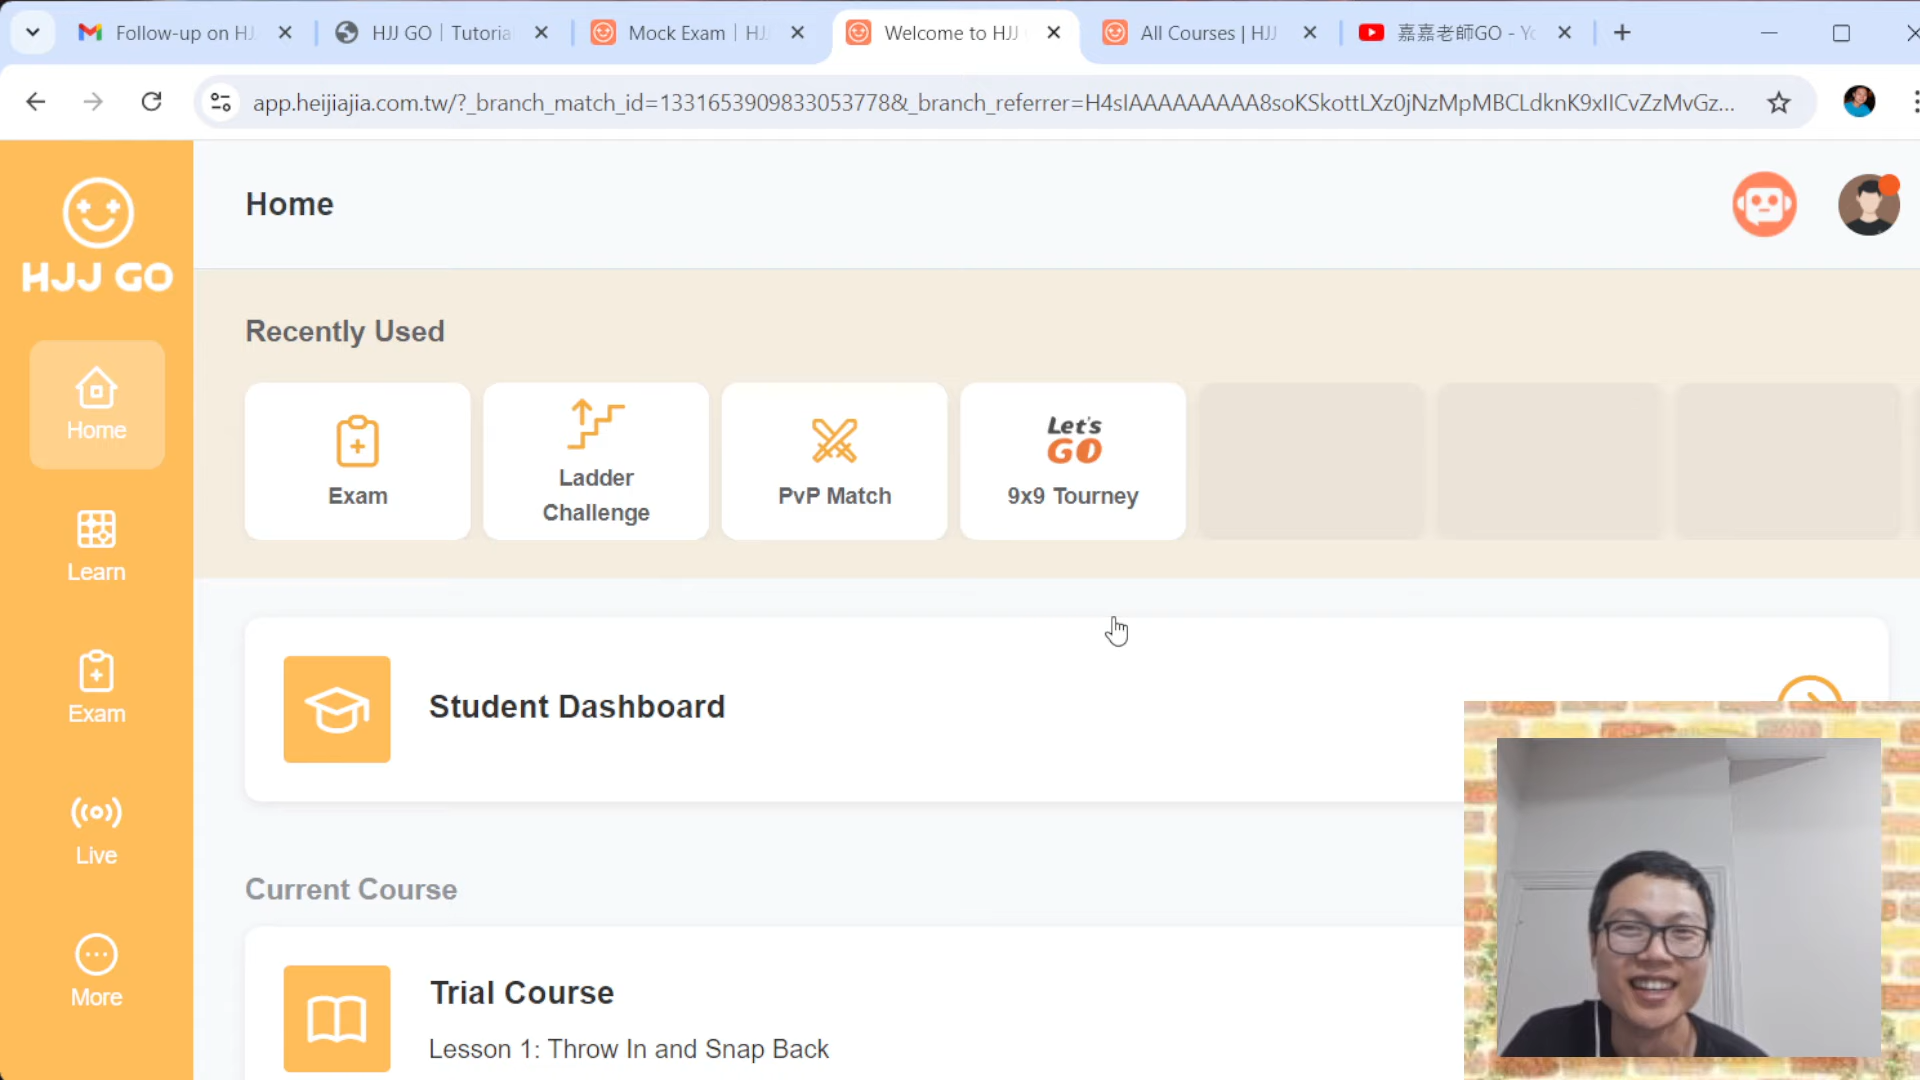 Follow-up on HJ
HJJ GO | Tutoria
Mock Exam | HJ
Welcome to HJJ
All Courses | HJJ
嘉嘉老師GO - Yo
app.heijiajia.com.tw/?_branch_match_id=1331653909833053778&_branch_referrer=H4sIAAAAAAAAA8soKSkottLXz0jNzMpMBCLdknK9xIICvZzMvGz...
HJJ GO
Home
Home
Learn
Exam
Live
More
Recently Used
Exam
Ladder
Challenge
PvP Match
Let's
GO
9x9 Tourney
Student Dashboard
Current Course
Trial Course
Lesson 1: Throw In and Snap Back